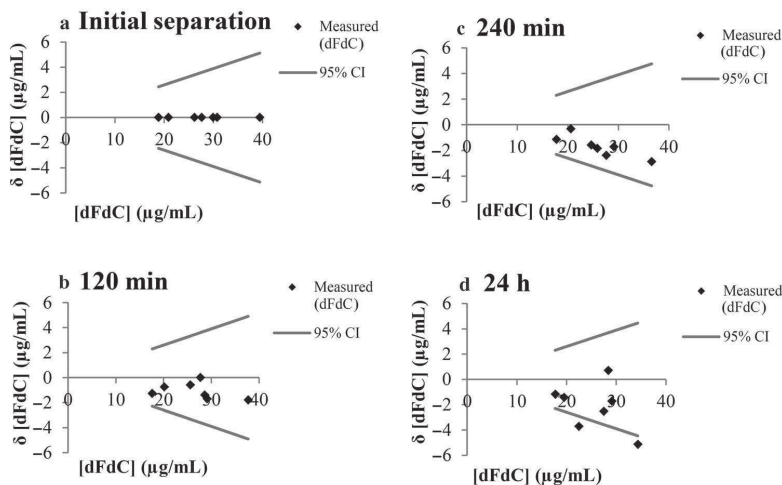 a Initial separation
δ [dFdC] (µg/mL)
6
4
2
0
−2
−4
−6
0 10 20 30 40
[dFdC] (µg/mL)
Measured
(dFdC)
95% CI
b 120 min
δ [dFdC] (µg/mL)
6
4
2
0
−2
−4
−6
0 10 20 30 40
[dFdC] (µg/mL)
Measured
(dFdC)
95% CI
c 240 min
δ [dFdC] (µg/mL)
6
4
2
0
−2
−4
−6
0 10 20 30 40
[dFdC] (µg/mL)
Measured
(dFdC)
95% CI
d 24 h
δ [dFdC] (µg/mL)
6
4
2
0
−2
−4
−6
0 10 20 30 40
[dFdC] (µg/mL)
Measured
(dFdC)
95% CI